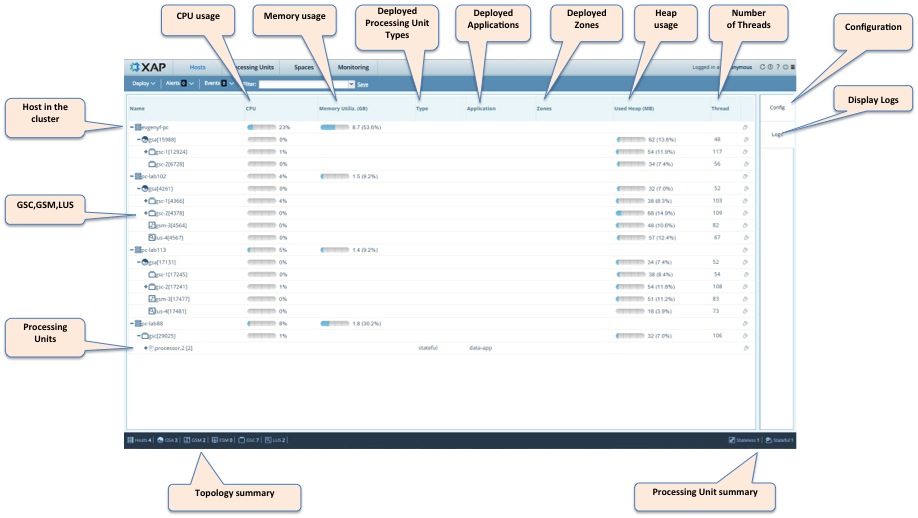 CPU usage
Memory usage
Deployed
Processing Unit
Types
Deployed
Applications
Deployed
Zones
Heap
usage
Number
of Threads
Configuration
Display Logs
Host in the
cluster
GSC,GSM,LUS
Processing
Units
XAP Hosts cessing Units Spaces Monitoring Logged in a nymous
Deploy Alerts 0 Event ilter: Save
Name CPU Memory Utiliz. (GB) Type Application Zones Used Heap (MB) Thread
Config
Logs
evgenyf-pc 23% 8.7 (53.6%)
gsa[15988] 0% 62 (13.6%) 48
gsc-1[12924] 1% 54 (11.9%) 117
gsc-2[6728] 0% 34 (7.4%) 56
pc-lab102 4% 1.5 (9.2%)
gsa[4261] 0% 32 (7.0%) 52
gsc-1[4366] 4% 38 (8.3%) 103
gsc-2[4378] 0% 68 (14.9%) 109
gsm-3[4564] 0% 48 (10.6%) 82
lus-4[4567] 0% 57 (12.4%) 67
pc-lab113 5% 1.4 (9.2%)
gsa[17131] 0% 34 (7.4%) 52
gsc-1[17245] 0% 38 (8.4%) 54
gsc-2[17241] 1% 54 (11.8%) 108
gsm-3[17477] 0% 51 (11.2%) 83
lus-4[17481] 0% 18 (3.9%) 73
pc-lab88 8% 1.8 (30.2%)
gsc[29025] 1% 32 (7.0%) 106
processor.2 [2] stateful data-app
Hosts 4 GSA 3 GSM 2 ESM 0 GSC 7 LUS 2 Stateless 1 Stateful 1
Topology summary
Processing Unit summary